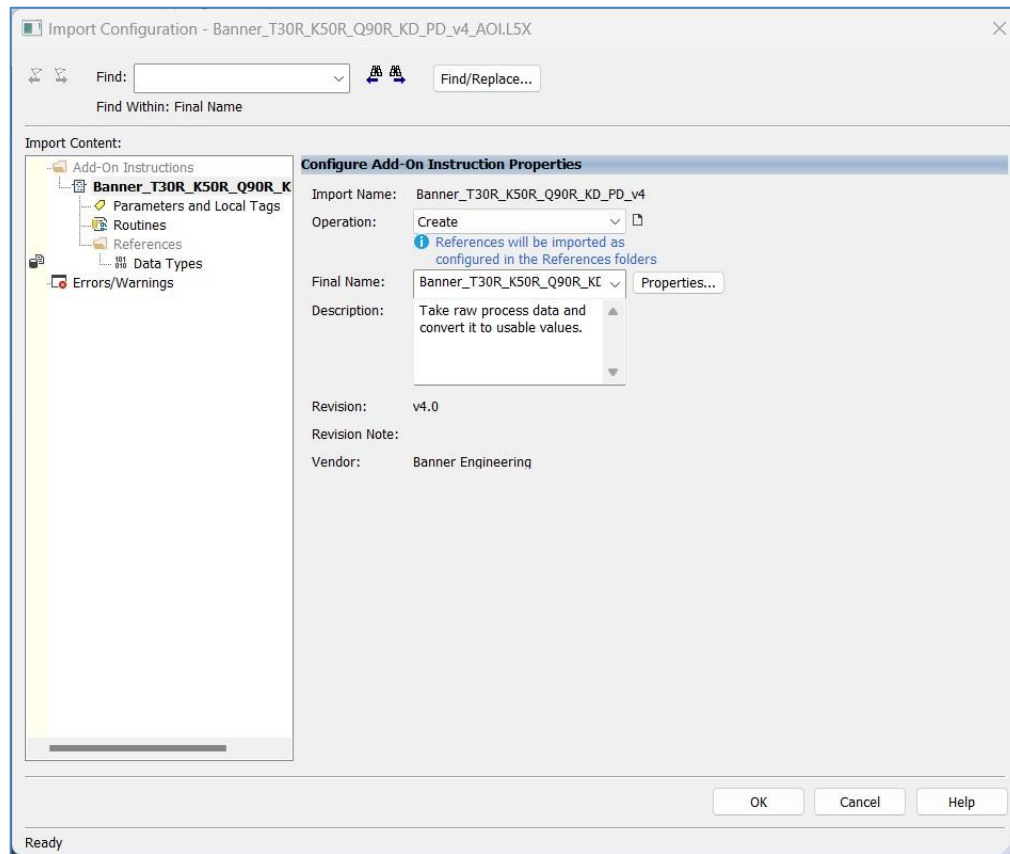 Import Configuration - Banner_T30R_K50R_Q90R_KD_PD_v4_AOI.L5X
Find:
Find/Replace...
Find Within: Final Name
Import Content:
Add-On Instructions
Banner_T30R_K50R_Q90R_K
Parameters and Local Tags
Routines
References
Data Types
Errors/Warnings
Configure Add-On Instruction Properties
Import Name: Banner_T30R_K50R_Q90R_KD_PD_v4
Operation: Create
References will be imported as
configured in the References folders
Final Name: Banner_T30R_K50R_Q90R_KD Properties...
Description: Take raw process data and
convert it to usable values.
Revision: v4.0
Revision Note:
Vendor: Banner Engineering
OK Cancel Help
Ready